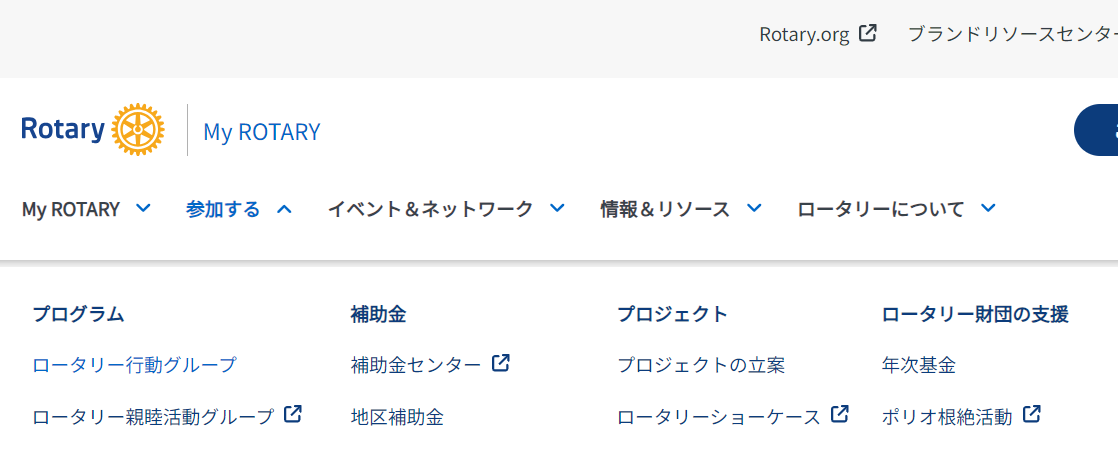 Rotary.org ブランドリソースセンター
Rotary My ROTARY
My ROTARY 参加する イベント＆ネットワーク 情報＆リソース ロータリーについて
プログラム 補助金 プロジェクト ロータリー財団の支援
ロータリー行動グループ 補助金センター プロジェクトの立案 年次基金
ロータリー親睦活動グループ 地区補助金 ロータリーショーケース ポリオ根絶活動